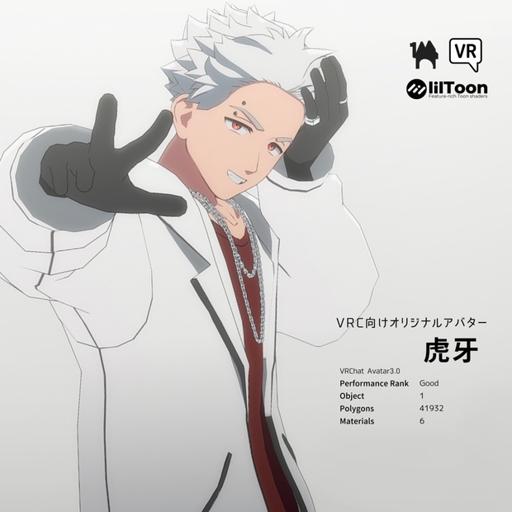 VR
lilToon
Feature-rich Toon shaders
VRC向けオリジナルアバター
虎牙
VRChat Avatar3.0
Performance Rank Good
Object 1
Polygons 41932
Materials 6